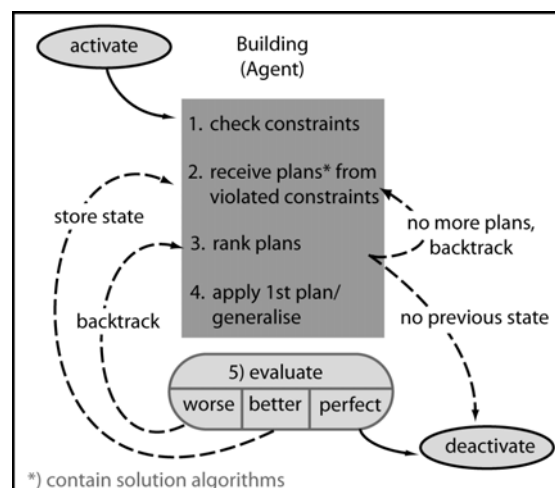 activate
Building
(Agent)
1. check constraints
2. receive plans* from
violated constraints
store state
no more plans,
backtrack
3. rank plans
4. apply 1st plan/
generalise
backtrack
no previous state
5) evaluate
worse better perfect
deactivate
*) contain solution algorithms